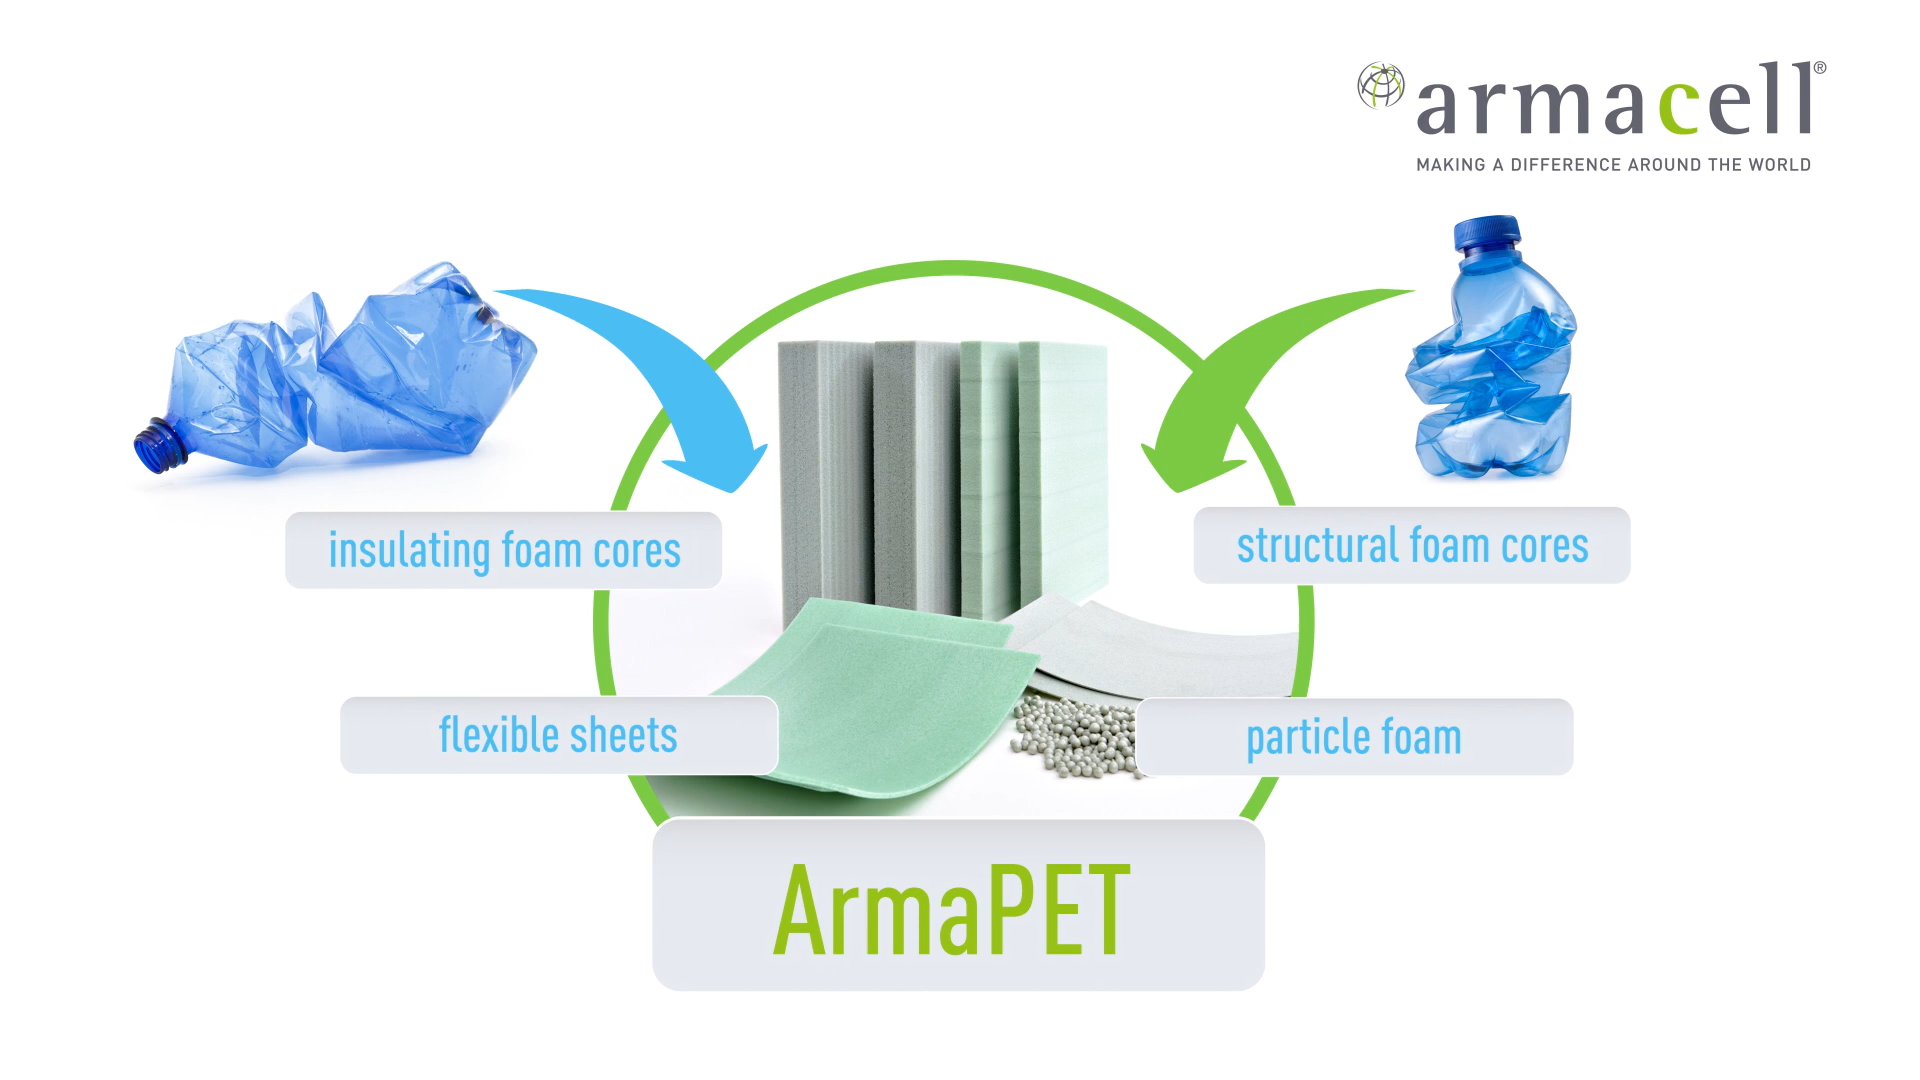 armacell®
MAKING A DIFFERENCE AROUND THE WORLD
insulating foam cores
structural foam cores
flexible sheets
particle foam
ArmaPET